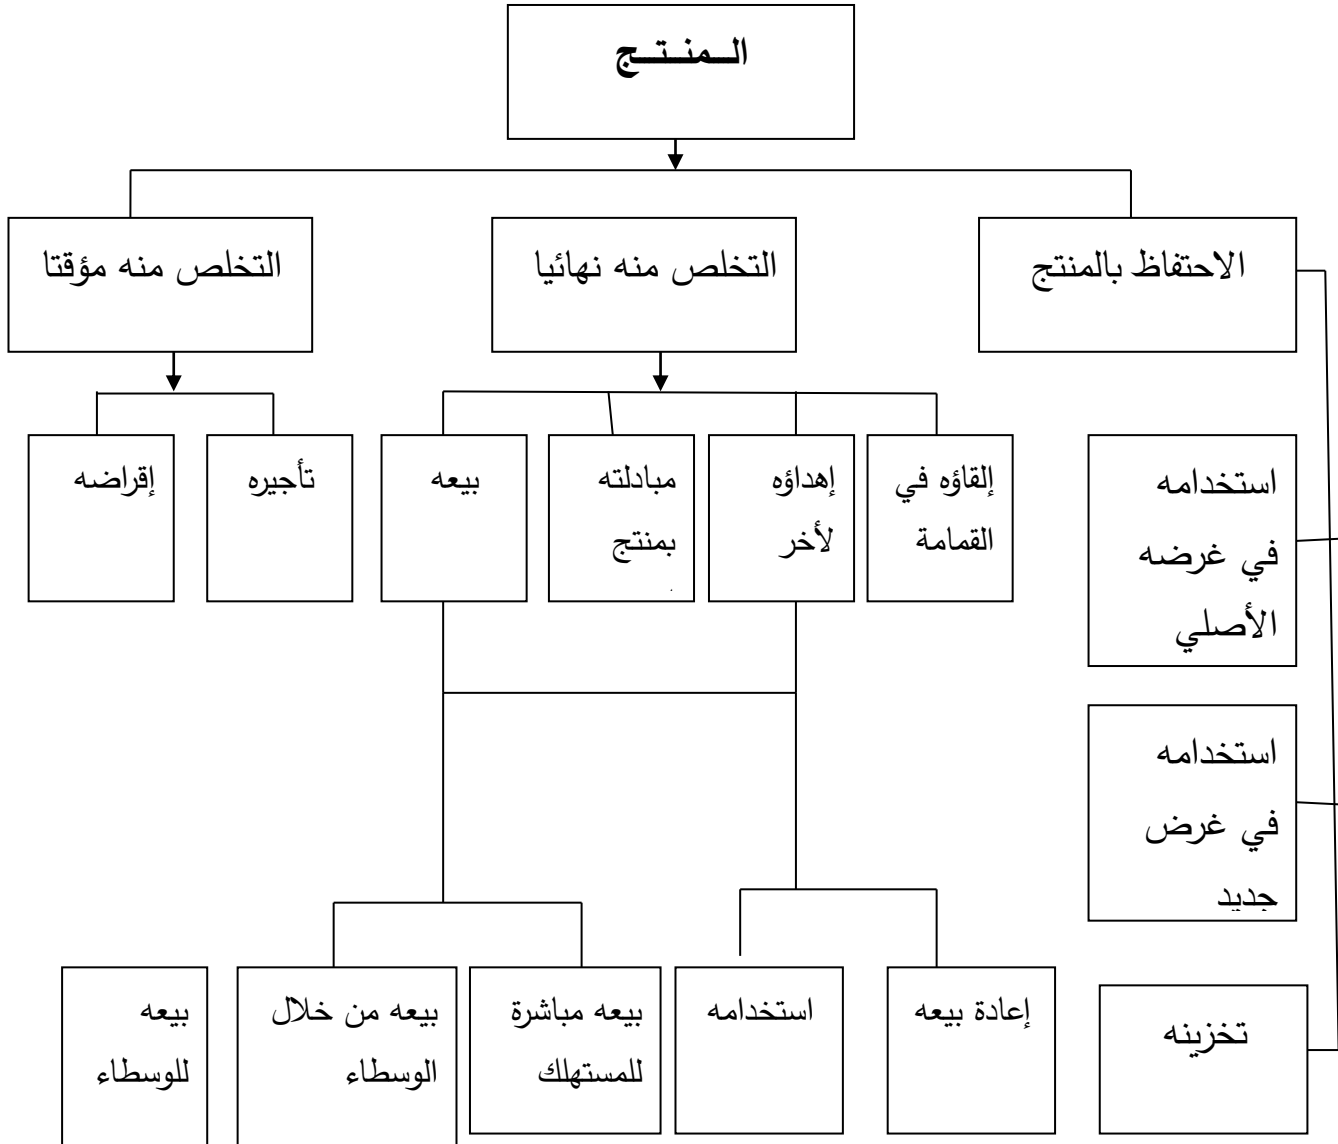 الـــمـنــتــج
الاحتفاظ بالمنتج
التخلص منه نهائيا
التخلص منه مؤقتا
استخدامه
في غرضه
الأصلي
إلقاؤه في
القمامة
إهداؤه
لأخر
مبادلته
بمنتج
بيعه
تأجيره
إقراضه
استخدامه
في غرض
جديد
تخزينه
إعادة بيعه
استخدامه
بيعه مباشرة
للمستهلك
بيعه من خلال
الوسطاء
بيعه
للوسطاء